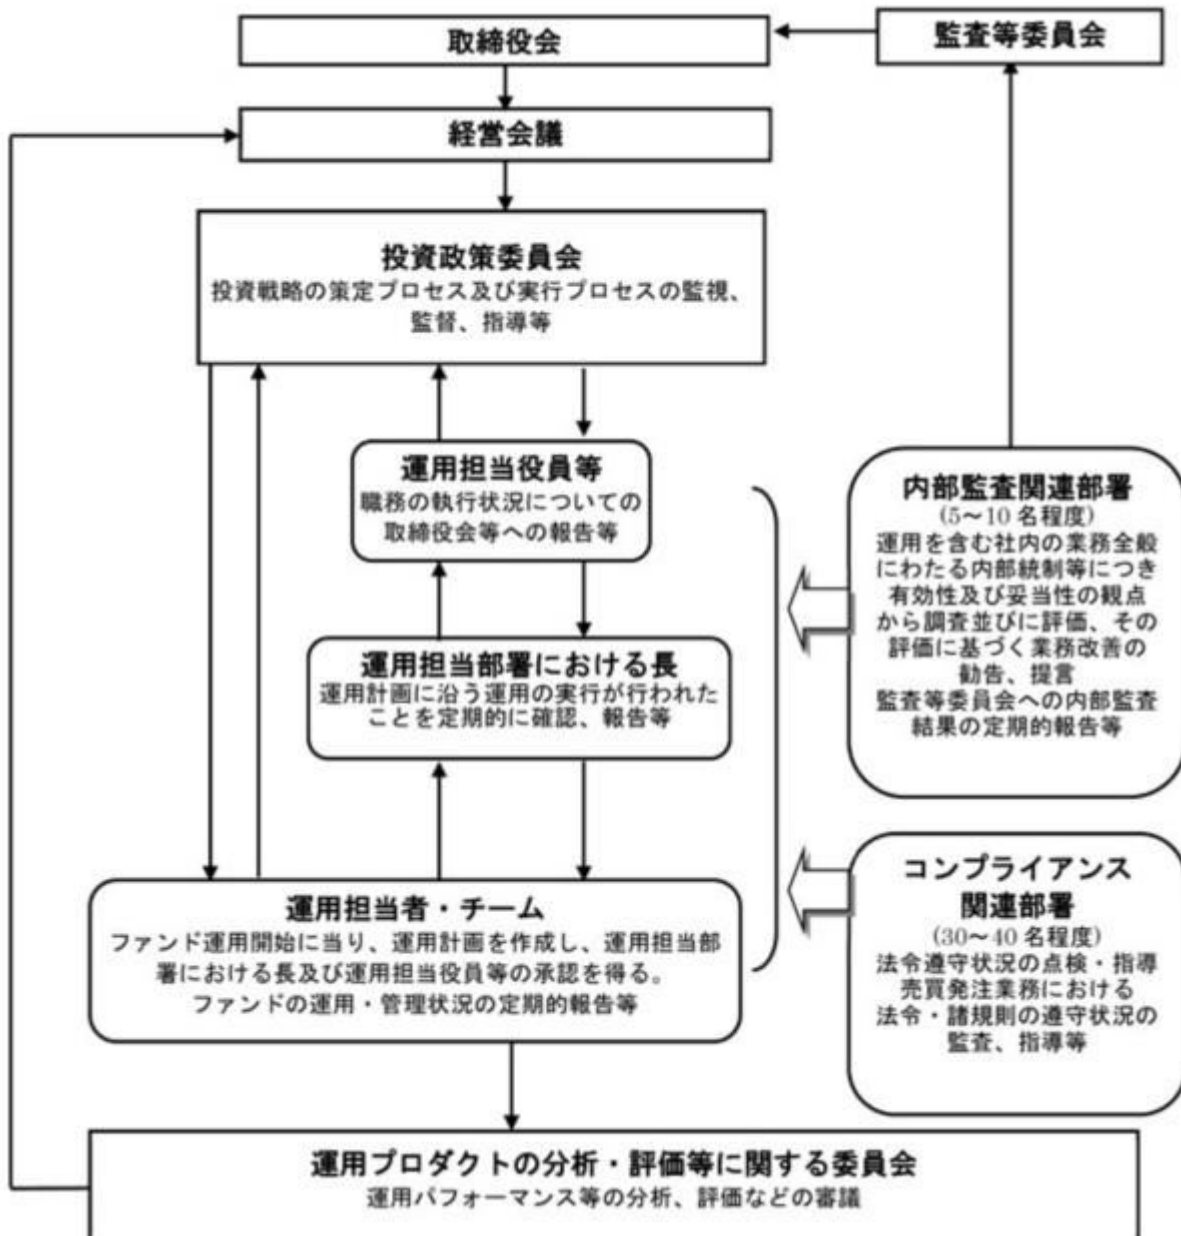 取締役会
監査等委員会
経営会議
投資政策委員会
投資戦略の策定プロセス及び実行プロセスの監視、
監督、指導等
運用担当役員等
職務の執行状況についての
取締役会等への報告等
運用担当部署における長
運用計画に沿う運用の実行が行われた
ことを定期的に確認、報告等
運用担当者・チーム
ファンド運用開始に当り、運用計画を作成し、運用担当部
署における長及び運用担当役員等の承認を得る。
ファンドの運用・管理状況の定期的報告等
内部監査関連部署
(5～10 名程度)
運用を含む社内の業務全般
にわたる内部統制等につき
有効性及び妥当性の観点
から調査並びに評価、その
評価に基づく業務改善の
勧告、提言
監査等委員会への内部監査
結果の定期的報告等
コンプライアンス
関連部署
(30～40 名程度)
法令遵守状況の点検・指導
売買発注業務における
法令・諸規則の遵守状況の
監査、指導等
運用プロダクトの分析・評価等に関する委員会
運用パフォーマンス等の分析、評価などの審議